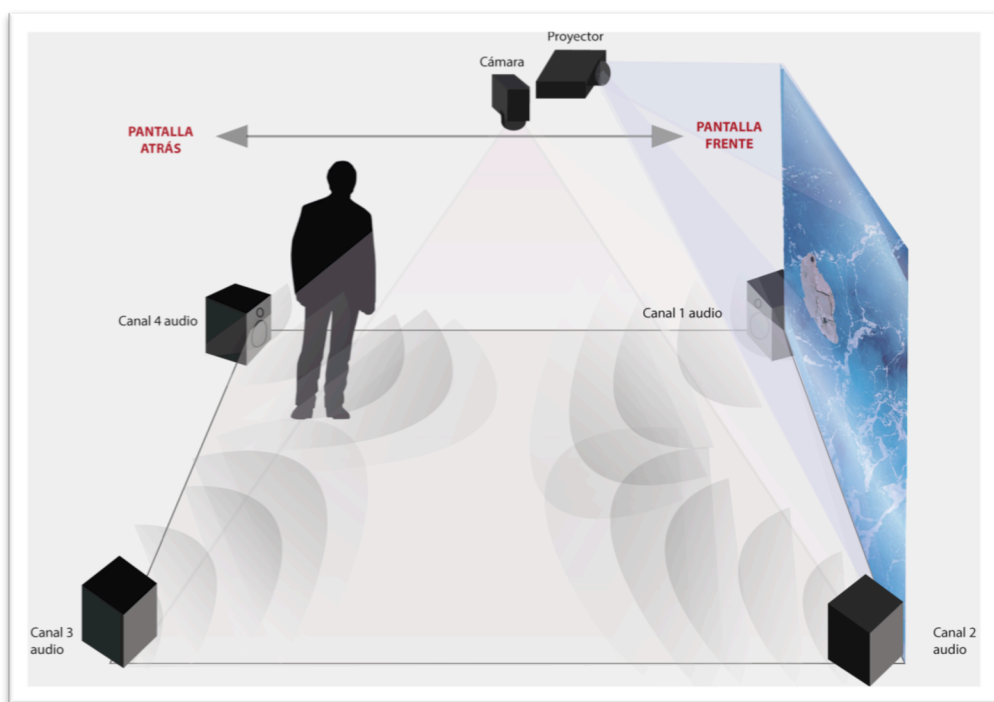 Proyector
Cámara
PANTALLA
ATRÁS
PANTALLA
FRENTE
Canal 4 audio
Canal 1 audio
Canal 3
audio
Canal 2
audio